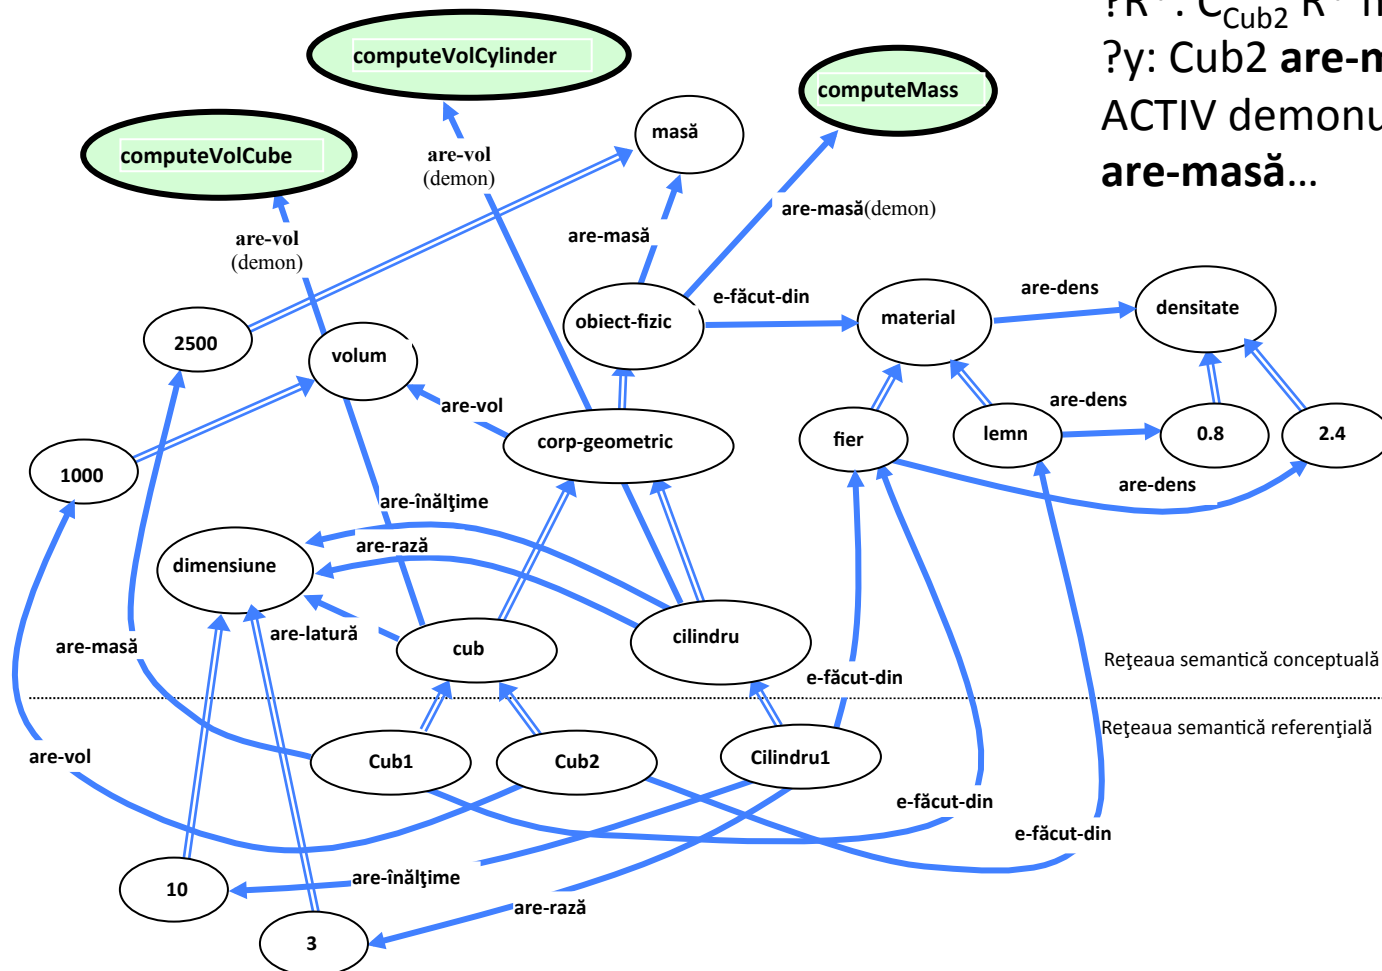 ?R*: C_Cub2 R*
?y: Cub2 are-m
ACTIV demonu
are-masă...
computeVolCylinder
computeMass
computeVolCube
masă
are-vol
(demon)
are-masă(demon)
are-vol
(demon)
are-masă
e-făcut-din
are-dens
obiect-fizic
material
densitate
2500
volum
are-vol
are-dens
corp-geometric
fier
lemn
0.8
2.4
1000
are-dens
are-înălţime
are-rază
dimensiune
are-latură
cub
cilindru
are-masă
e-făcut-din
Reţeaua semantică conceptuală
Reţeaua semantică referenţială
are-vol
Cub1
Cub2
Cilindru1
e-făcut-din
e-făcut-din
10
are-înălţime
are-rază
3